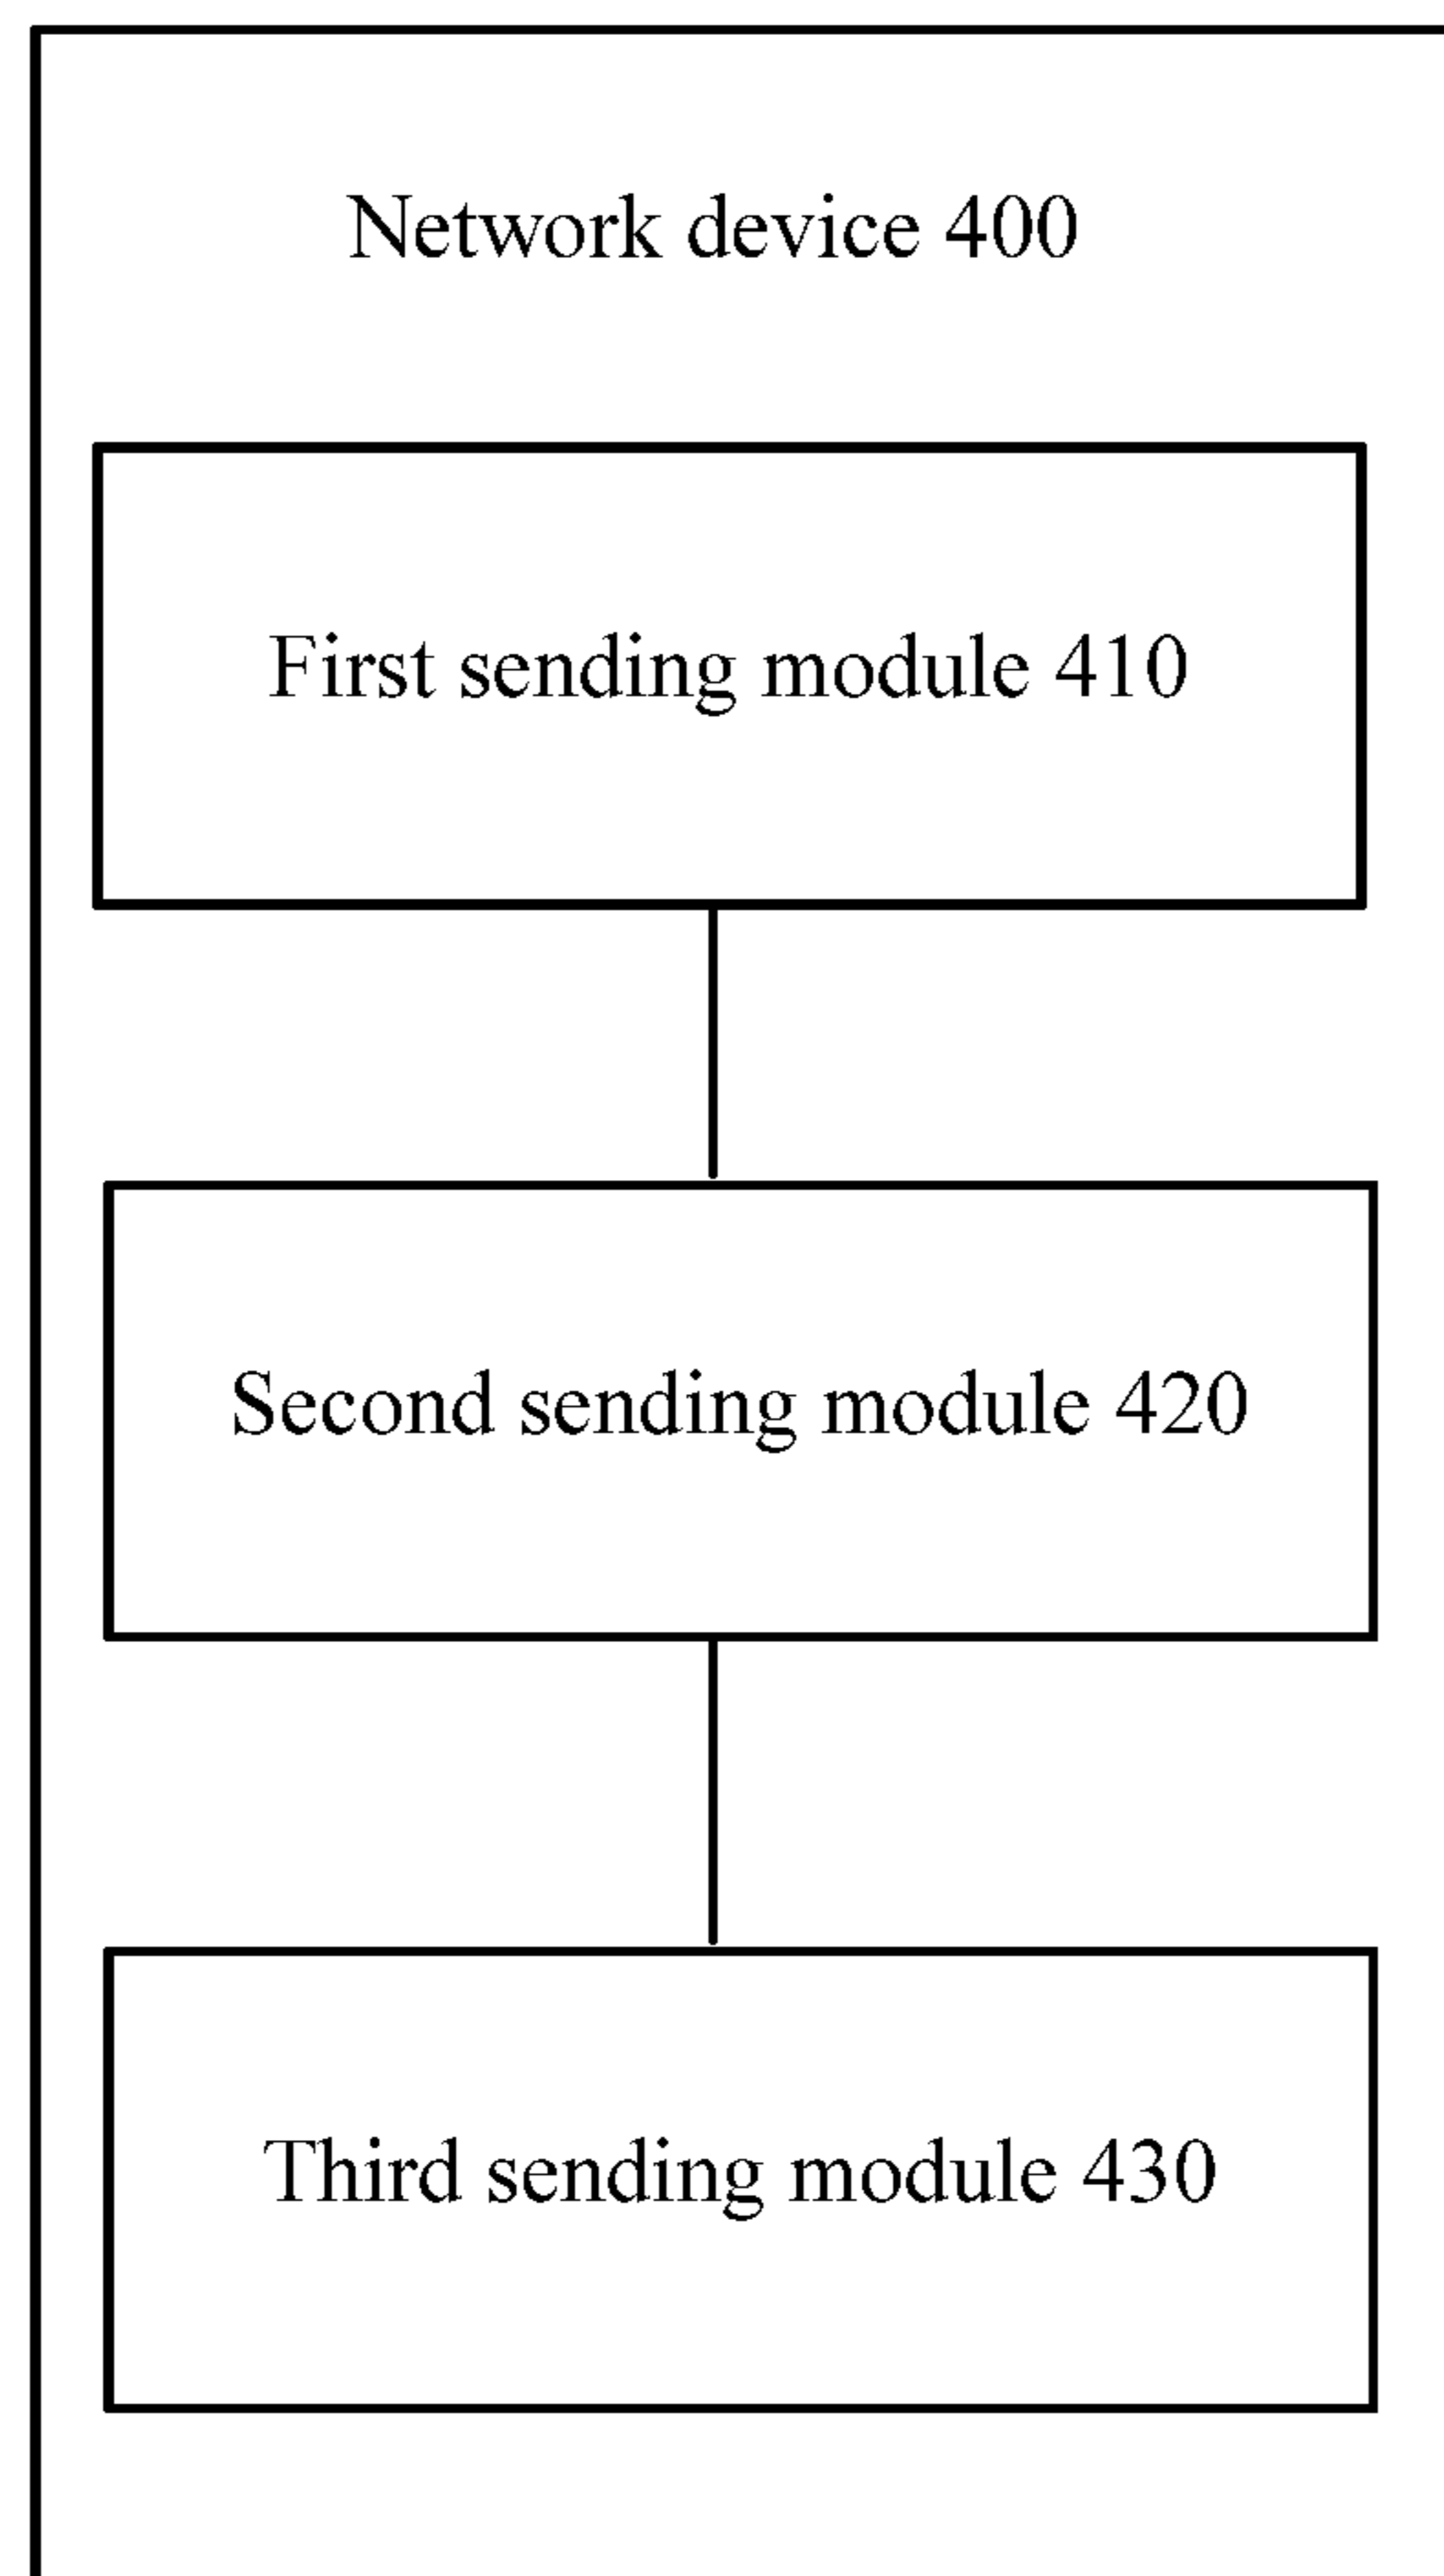 Network device 400
First sending module 410
Second sending module 420
Third sending module 430